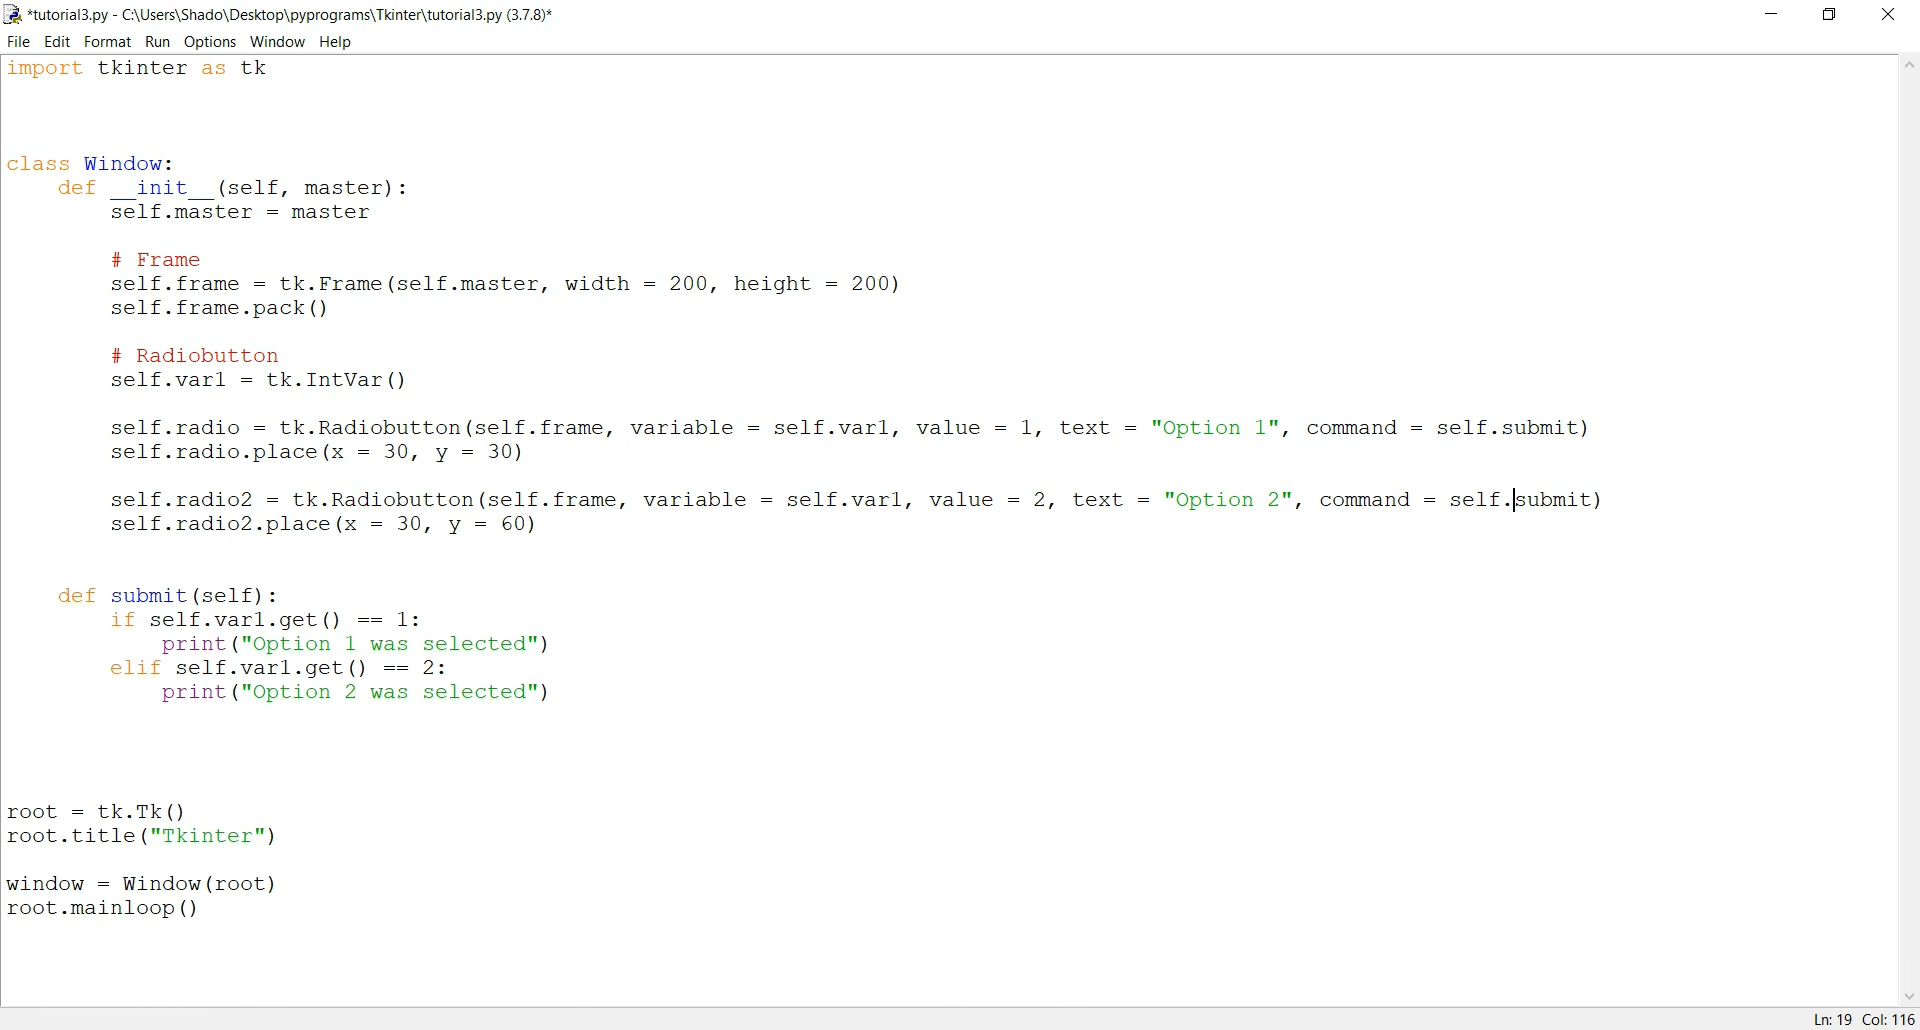 *tutorial3.py - C:\Users\Shado\Desktop\pyprograms\Tkinter\tutorial3.py (3.7.8)*
File Edit Format Run Options Window Help
import tkinter as tk
class Window:
    def __init__(self, master):
        self.master = master
        # Frame
        self.frame = tk.Frame(self.master, width = 200, height = 200)
        self.frame.pack()
        # Radiobutton
        self.var1 = tk.IntVar()
        self.radio = tk.Radiobutton(self.frame, variable = self.var1, value = 1, text = "Option 1", command = self.submit)
        self.radio.place(x = 30, y = 30)
        self.radio2 = tk.Radiobutton(self.frame, variable = self.var1, value = 2, text = "Option 2", command = self.submit)
        self.radio2.place(x = 30, y = 60)
    def submit(self):
        if self.var1.get() == 1:
            print("Option 1 was selected")
        elif self.var1.get() == 2:
            print("Option 2 was selected")
root = tk.Tk()
root.title("Tkinter")
window = Window(root)
root.mainloop()
Ln: 19 Col: 116